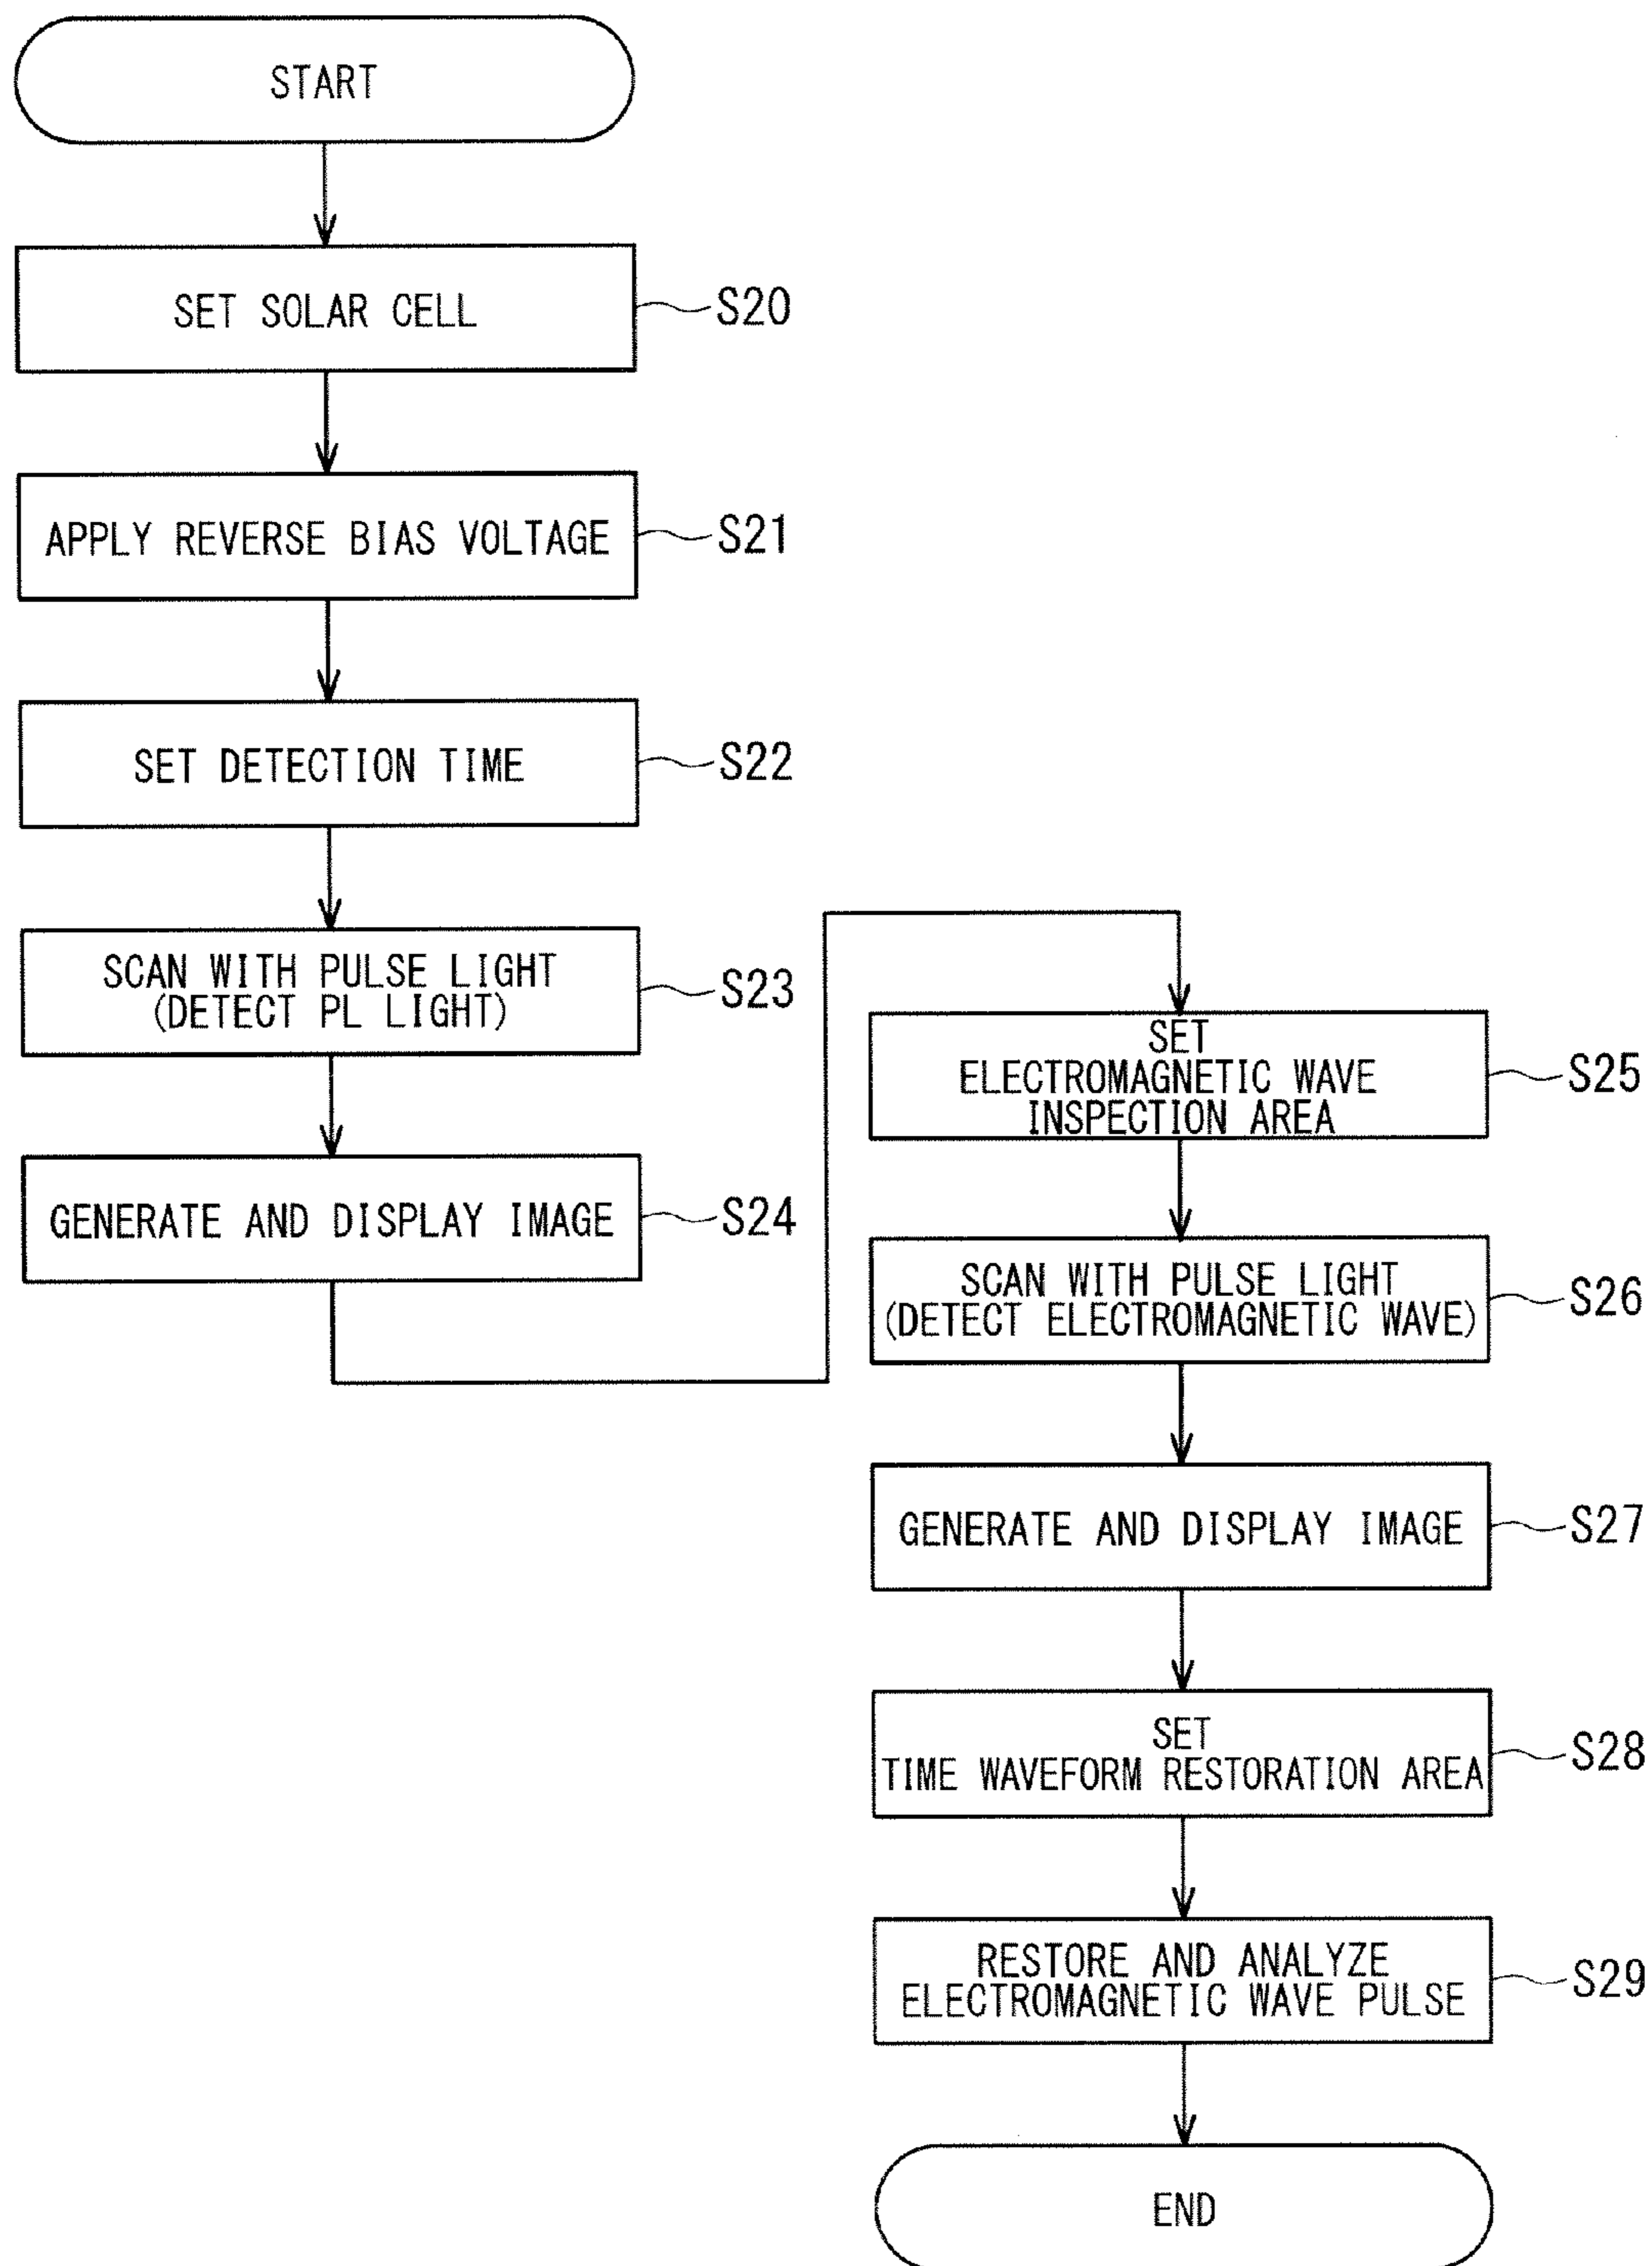 START
SET SOLAR CELL
S20
APPLY REVERSE BIAS VOLTAGE
S21
SET DETECTION TIME
S22
SCAN WITH PULSE LIGHT
(DETECT PL LIGHT)
S23
GENERATE AND DISPLAY IMAGE
S24
SET
ELECTROMAGNETIC WAVE
INSPECTION AREA
S25
SCAN WITH PULSE LIGHT
(DETECT ELECTROMAGNETIC WAVE)
S26
GENERATE AND DISPLAY IMAGE
S27
SET
TIME WAVEFORM RESTORATION AREA
S28
RESTORE AND ANALYZE
ELECTROMAGNETIC WAVE PULSE
S29
END